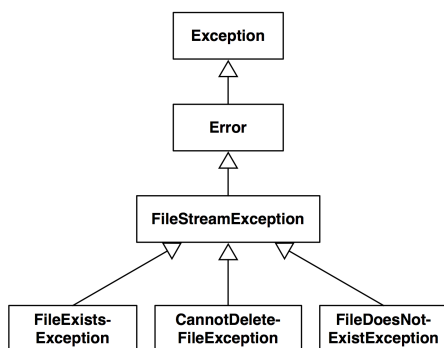 Exception
Error
FileStreamException
FileExists-
Exception
CannotDelete-
FileException
FileDoesNot-
ExistException